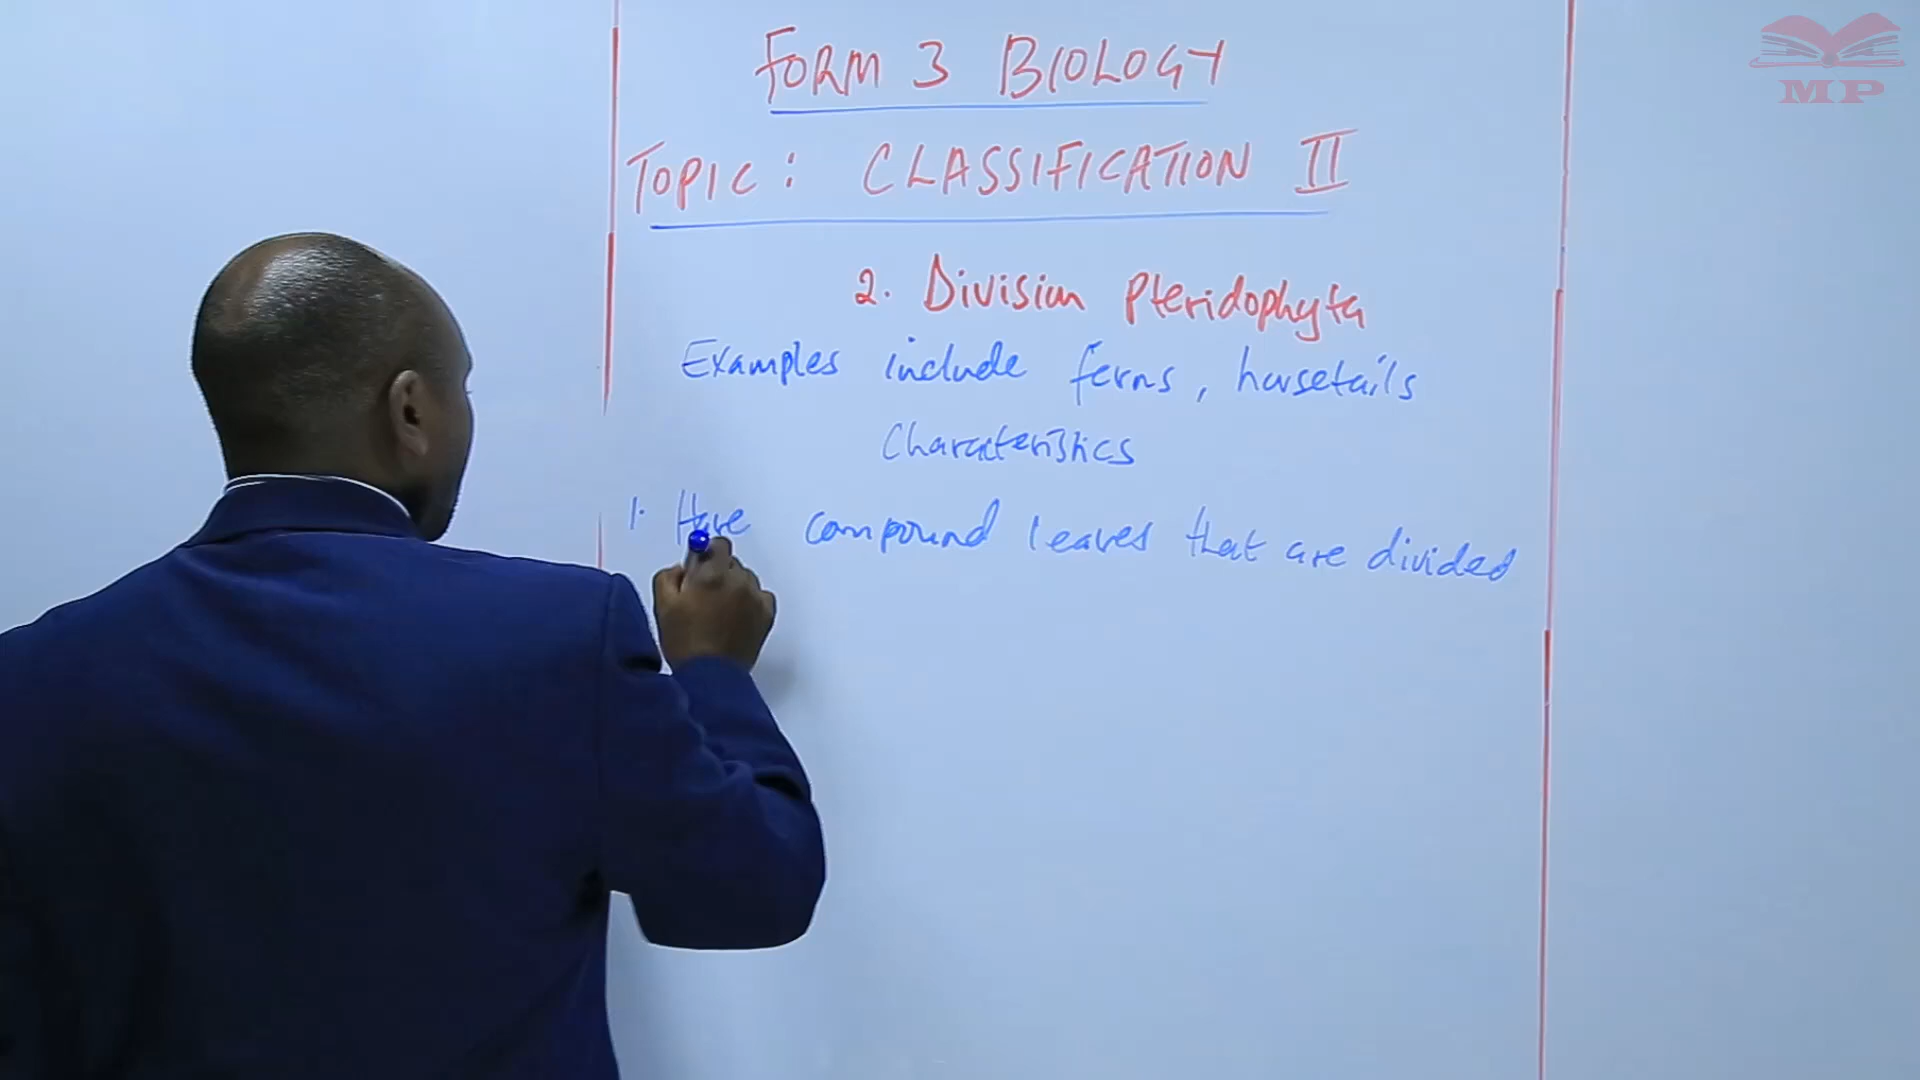 FORM 3 BIOLOGY
TOPIC: CLASSIFICATION II
2. Division Pteridophyta
Examples include ferns, horsetails
Characteristics
1. Have compound leaves that are divided
MP